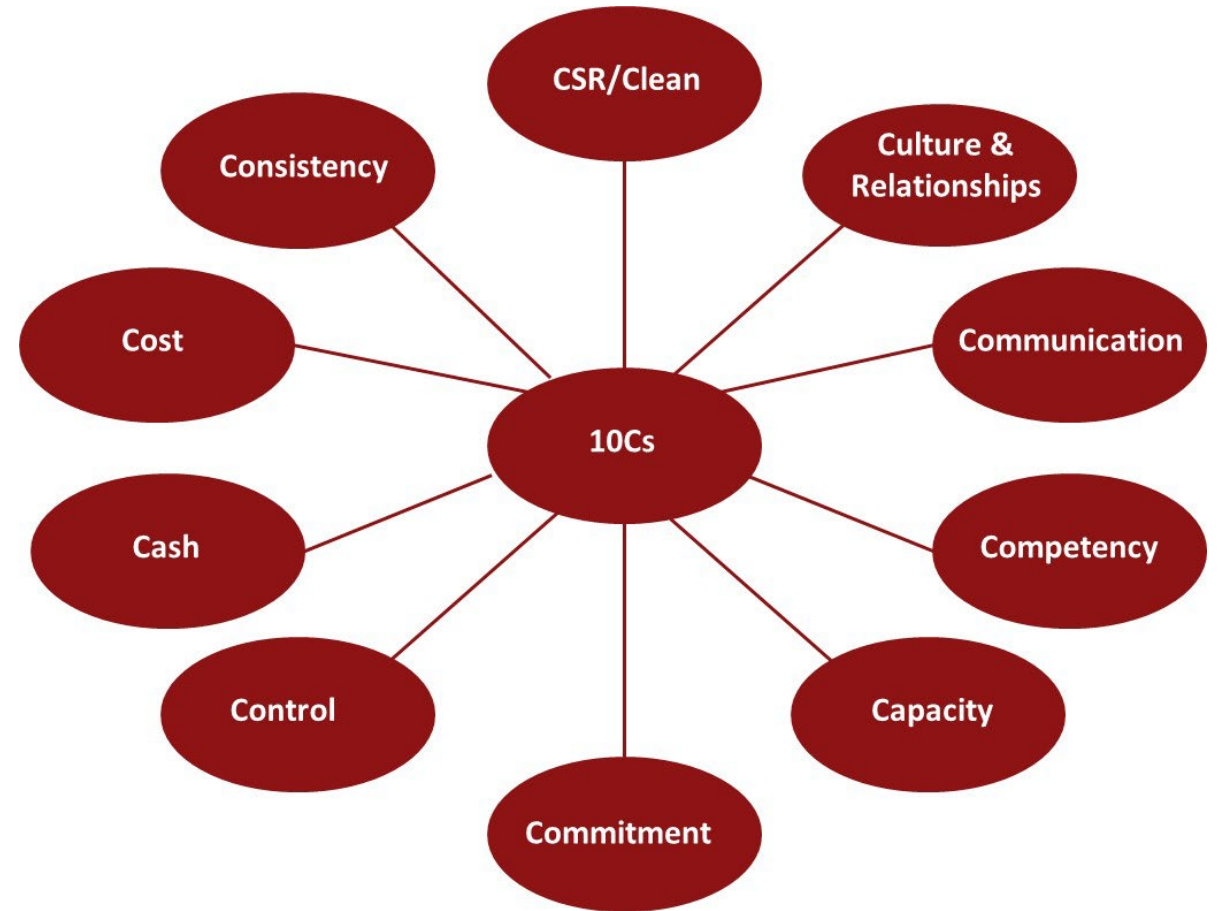 CSR/Clean
Culture &
Relationships
Consistency
Communication
Cost
10Cs
Competency
Cash
Capacity
Control
Commitment